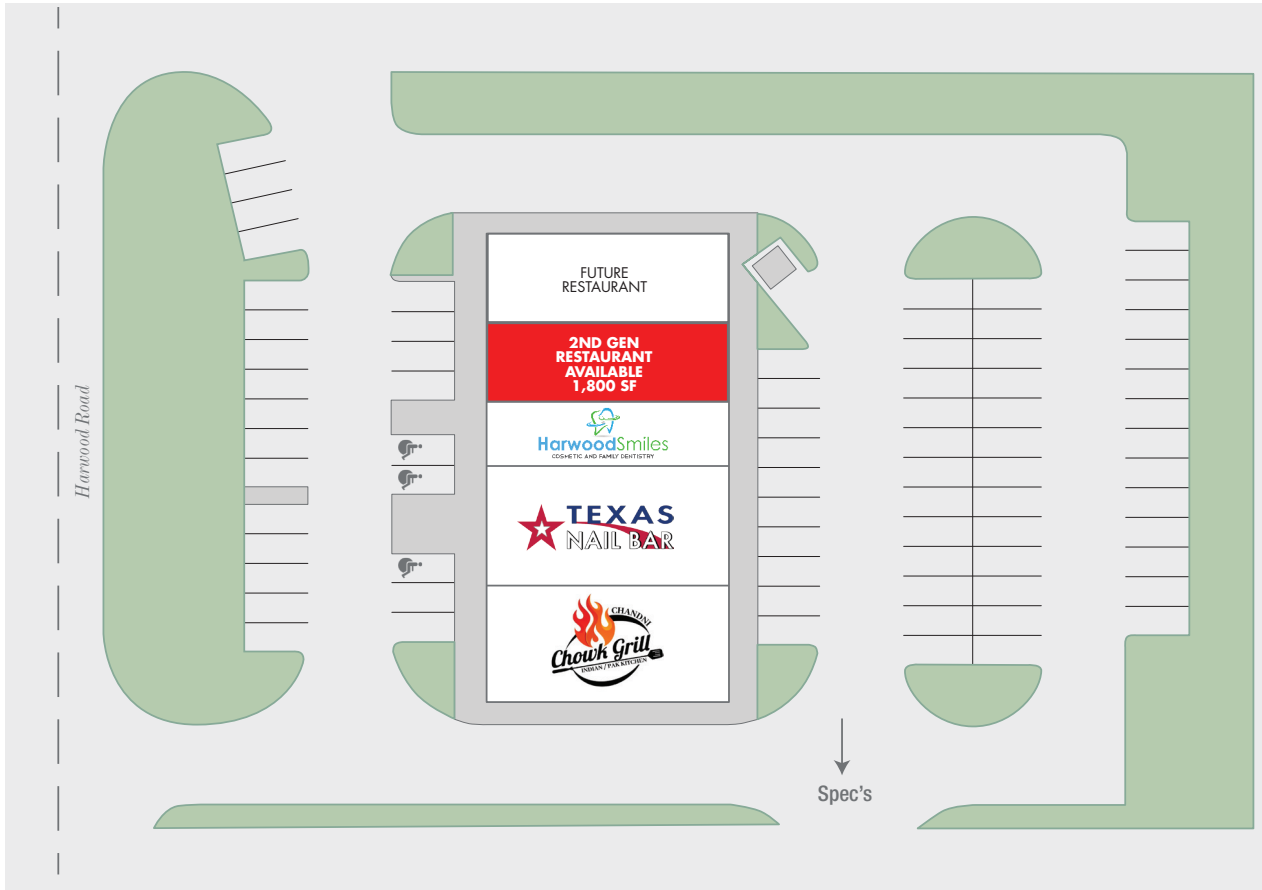 Harwood Road
FUTURE
RESTAURANT
2ND GEN
RESTAURANT
AVAILABLE
1,800 SF
HarwoodSmiles
COSMETIC AND FAMILY DENTISTRY
TEXAS
NAIL BAR
CHANDNI
Chowk Grill
INDIAN / PAK KITCHEN
Spec's